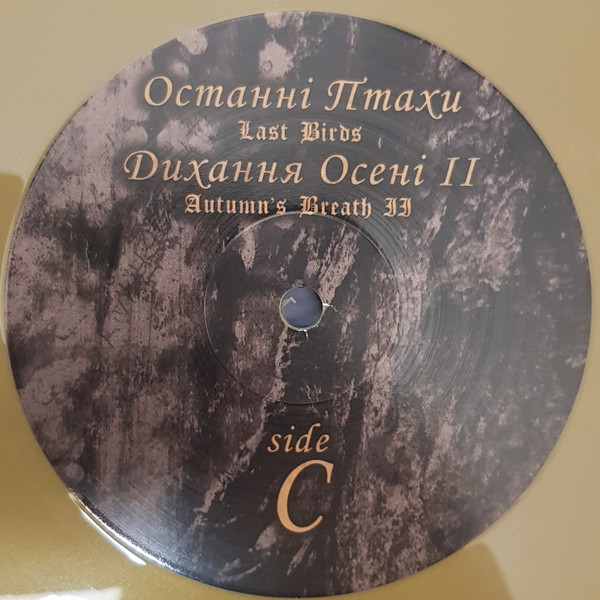 Останні Птахи
Last Birds
Дихання Осені II
Autumn's Breath II
side
C